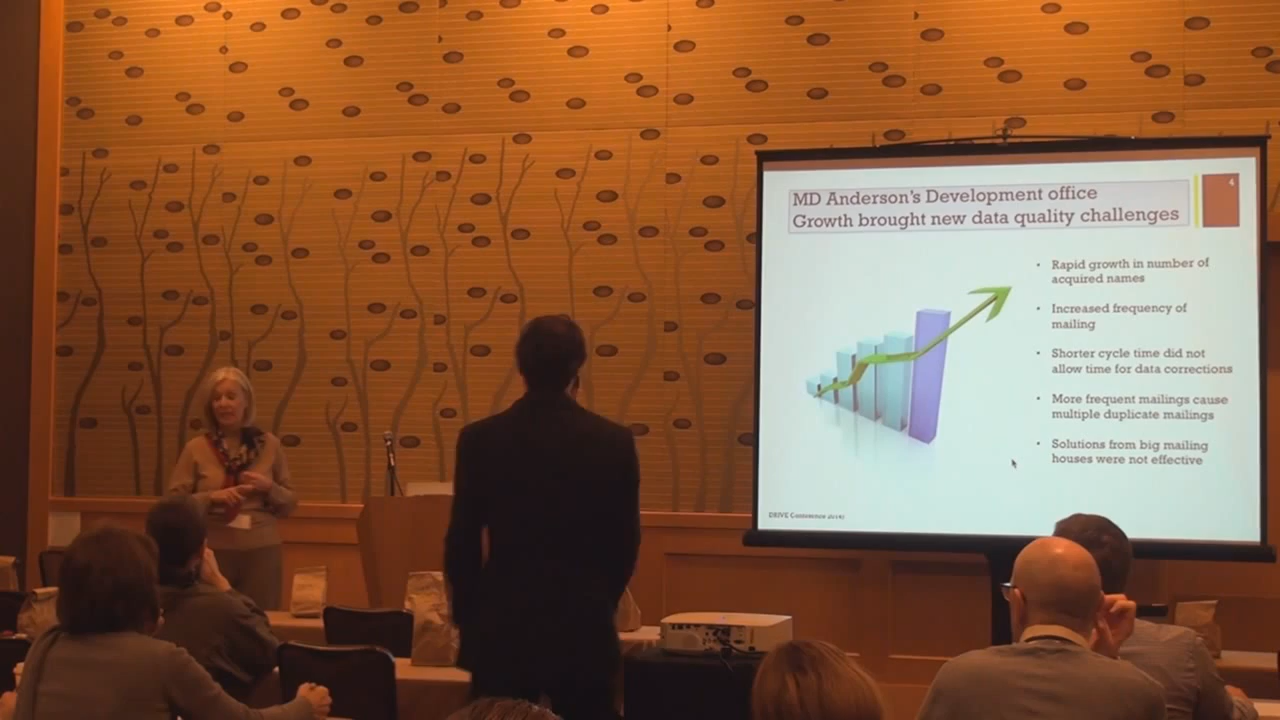 4
MD Anderson's Development office
Growth brought new data quality challenges
• Rapid growth in number of
acquired names
• Increased frequency of
mailing
• Shorter cycle time did not
allow time for data corrections
• More frequent mailings cause
multiple duplicate mailings
• Solutions from big mailing
houses were not effective
DRIVE Conference